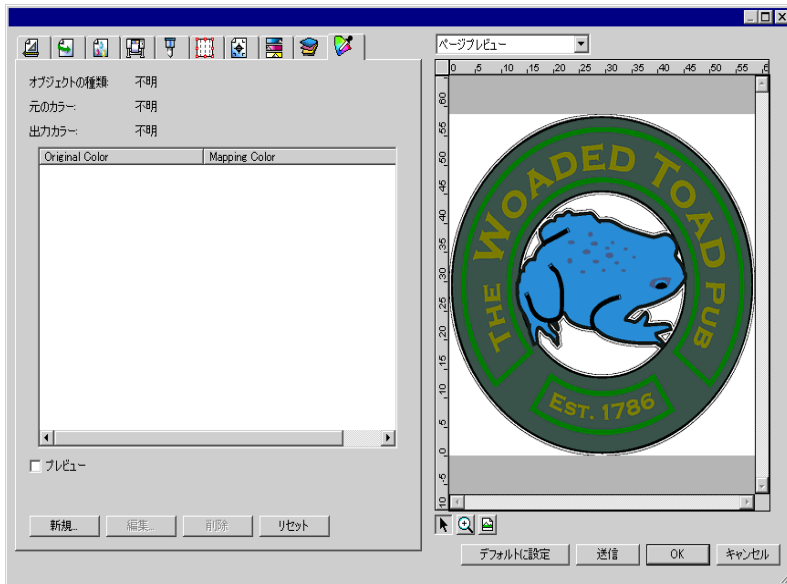 ページプレビュー
オブジェクトの種類: 不明
元のカラー: 不明
出力カラー: 不明
Original Color Mapping Color
プレビュー
新規... 編集... 削除 リセット
0 5 10 15 20 25 30 35 40 45 50 55 6
60
55
50
45
40
35
30
25
20
15
10
5
0
-5
10
THE WOADED TOAD PUB
EST. 1786
デフォルトに設定 送信 OK キャンセル